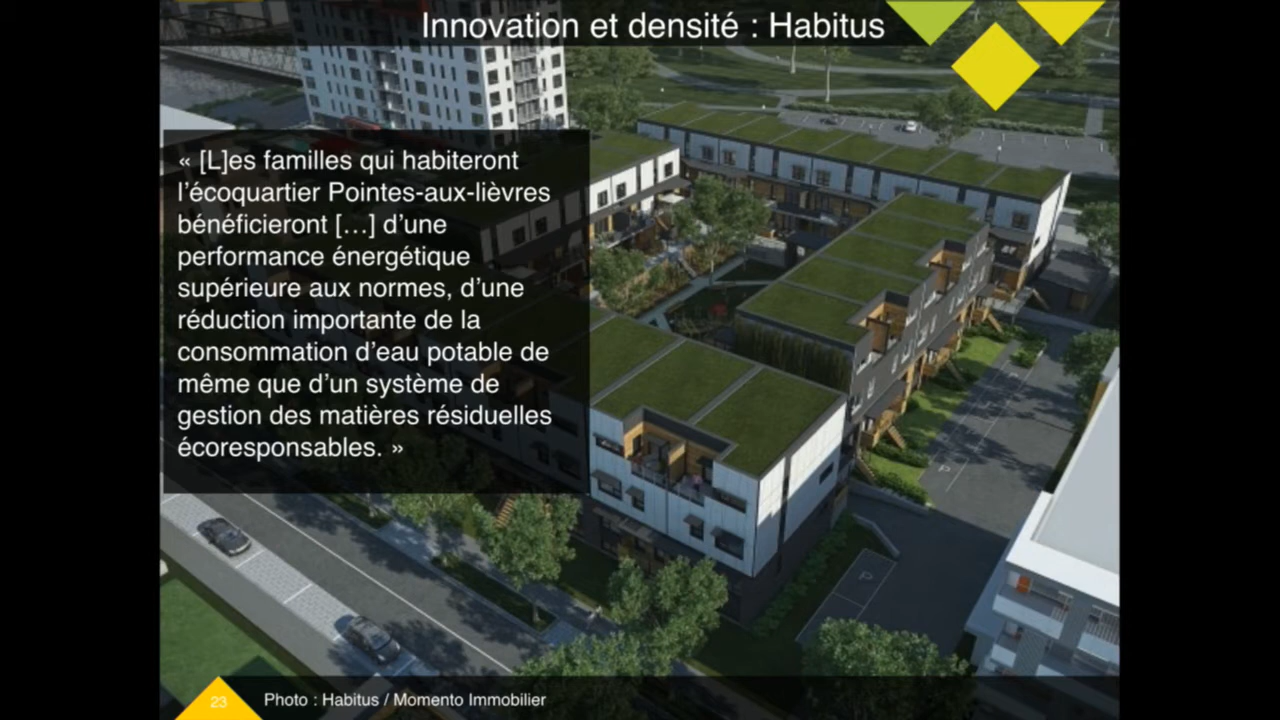 Innovation et densité : Habitus
« [L]es familles qui habiteront
l'écoquartier Pointes-aux-lièvres
bénéficieront […] d'une
performance énergétique
supérieure aux normes, d'une
réduction importante de la
consommation d'eau potable de
même que d'un système de
gestion des matières résiduelles
écoresponsables. »
P
P
23
Photo : Habitus / Momento Immobilier